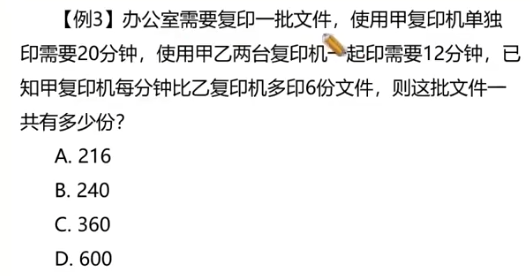 【例3】办公室需要复印一批文件，使用甲复印机单独
印需要20分钟，使用甲乙两台复印机一起印需要12分钟，已
知甲复印机每分钟比乙复印机多印6份文件，则这批文件一
共有多少份？
A. 216
B. 240
C. 360
D. 600